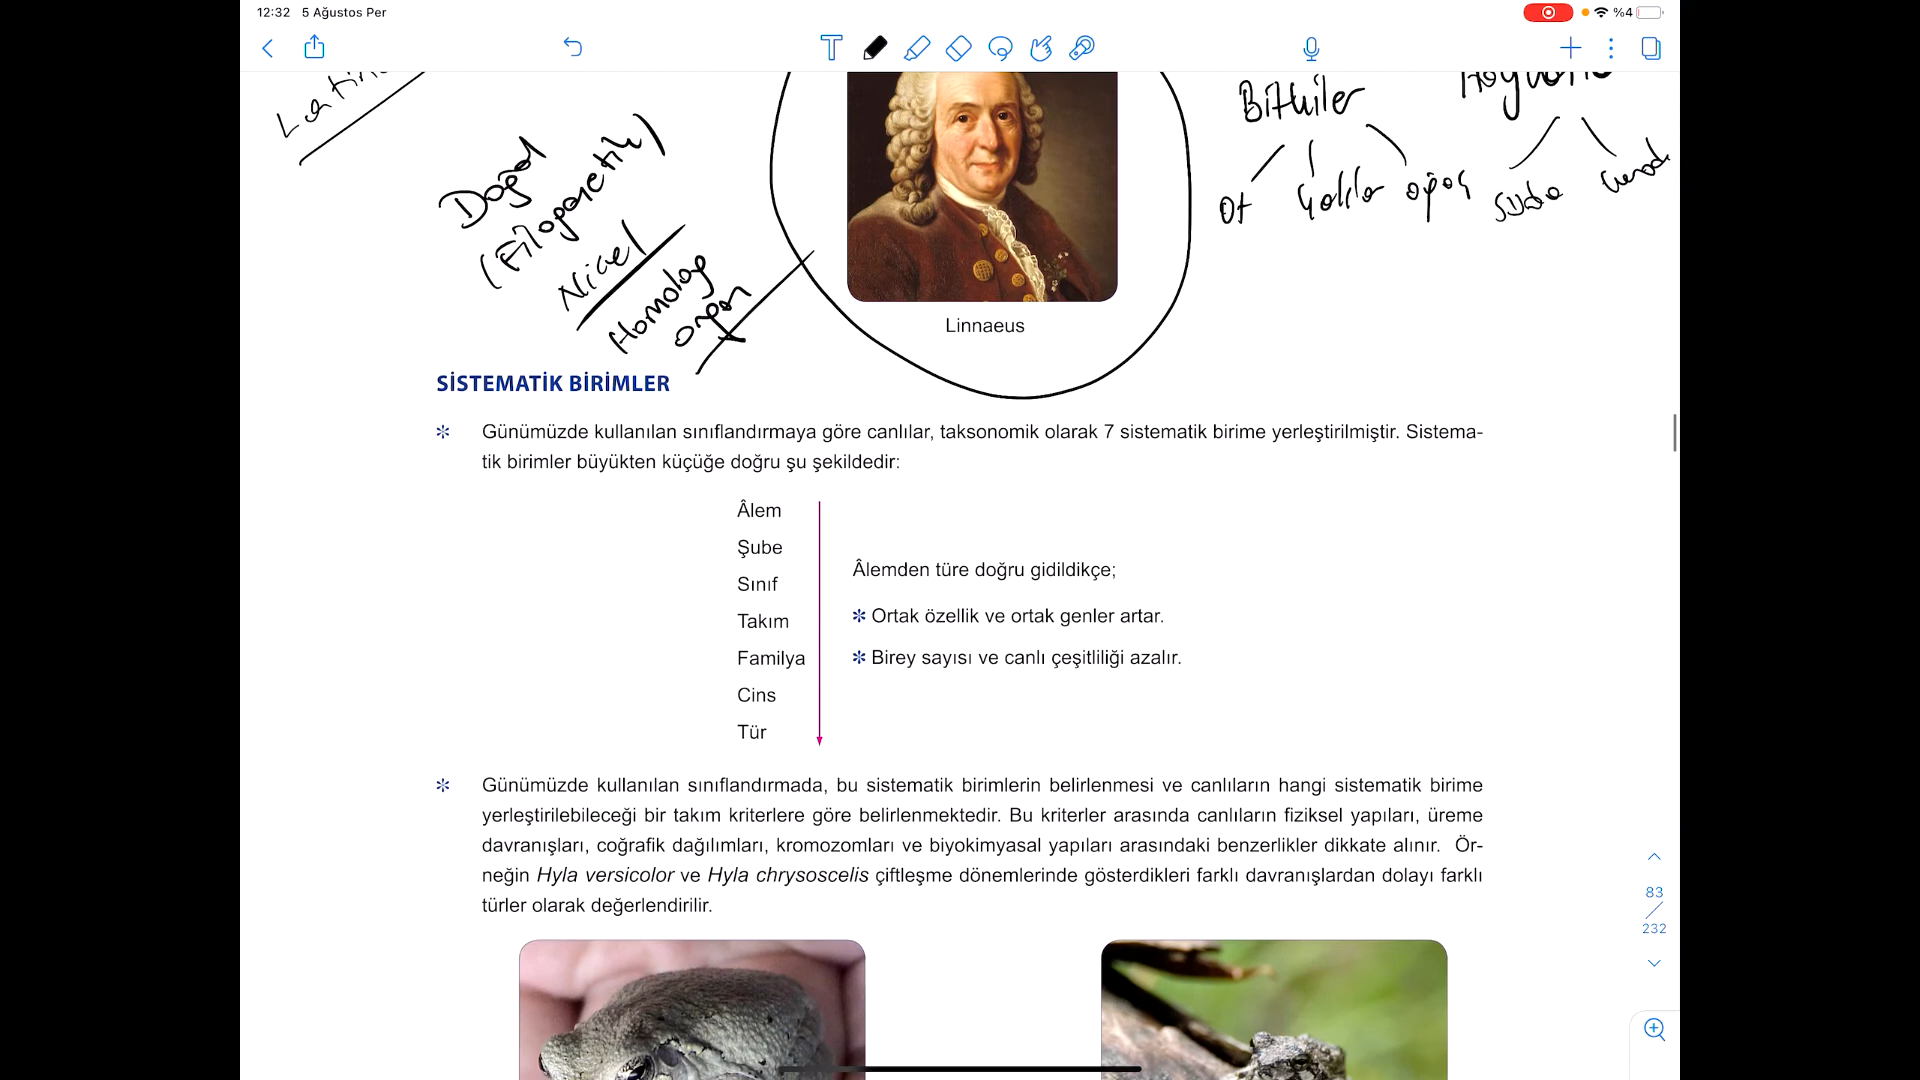 12:32 5 Ağustos Per
%4
Doğal
(Filogenetik)
Nicel
Homolog
organ
Bitkiler
ot
çalılar
ağaç
suda
Linnaeus
SİSTEMATİK BİRİMLER
✻ Günümüzde kullanılan sınıflandırmaya göre canlılar, taksonomik olarak 7 sistematik birime yerleştirilmiştir. Sistema-
tik birimler büyükten küçüğe doğru şu şekildedir:
Âlem
Şube
Sınıf
Takım
Familya
Cins
Tür
Âlemden türe doğru gidildikçe;
✻ Ortak özellik ve ortak genler artar.
✻ Birey sayısı ve canlı çeşitliliği azalır.
✻ Günümüzde kullanılan sınıflandırmada, bu sistematik birimlerin belirlenmesi ve canlıların hangi sistematik birime
yerleştirilebileceği bir takım kriterlere göre belirlenmektedir. Bu kriterler arasında canlıların fiziksel yapıları, üreme
davranışları, coğrafik dağılımları, kromozomları ve biyokimyasal yapıları arasındaki benzerlikler dikkate alınır. Ör-
neğin Hyla versicolor ve Hyla chrysoscelis çiftleşme dönemlerinde gösterdikleri farklı davranışlardan dolayı farklı
türler olarak değerlendirilir.
83
232